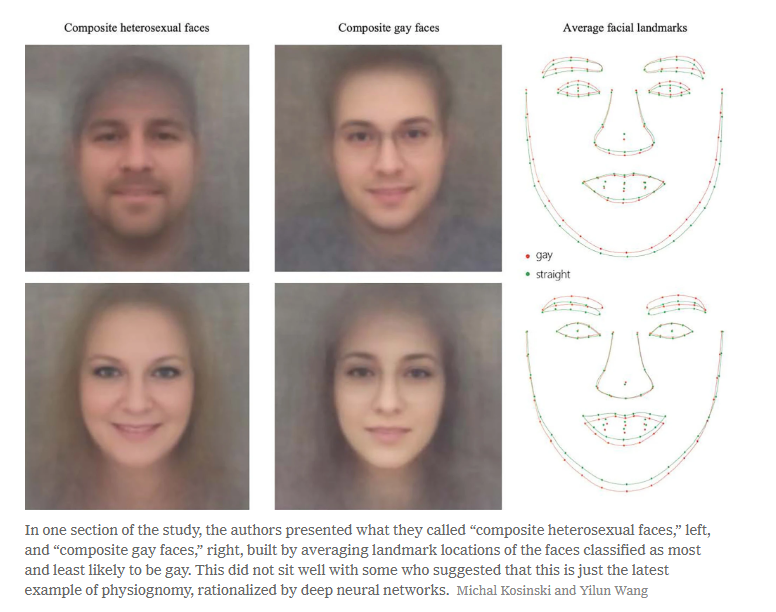 Composite heterosexual faces
Composite gay faces
Average facial landmarks
gay
straight
In one section of the study, the authors presented what they called “composite heterosexual faces,” left,
and “composite gay faces,” right, built by averaging landmark locations of the faces classified as most
and least likely to be gay. This did not sit well with some who suggested that this is just the latest
example of physiognomy, rationalized by deep neural networks. Michal Kosinski and Yilun Wang